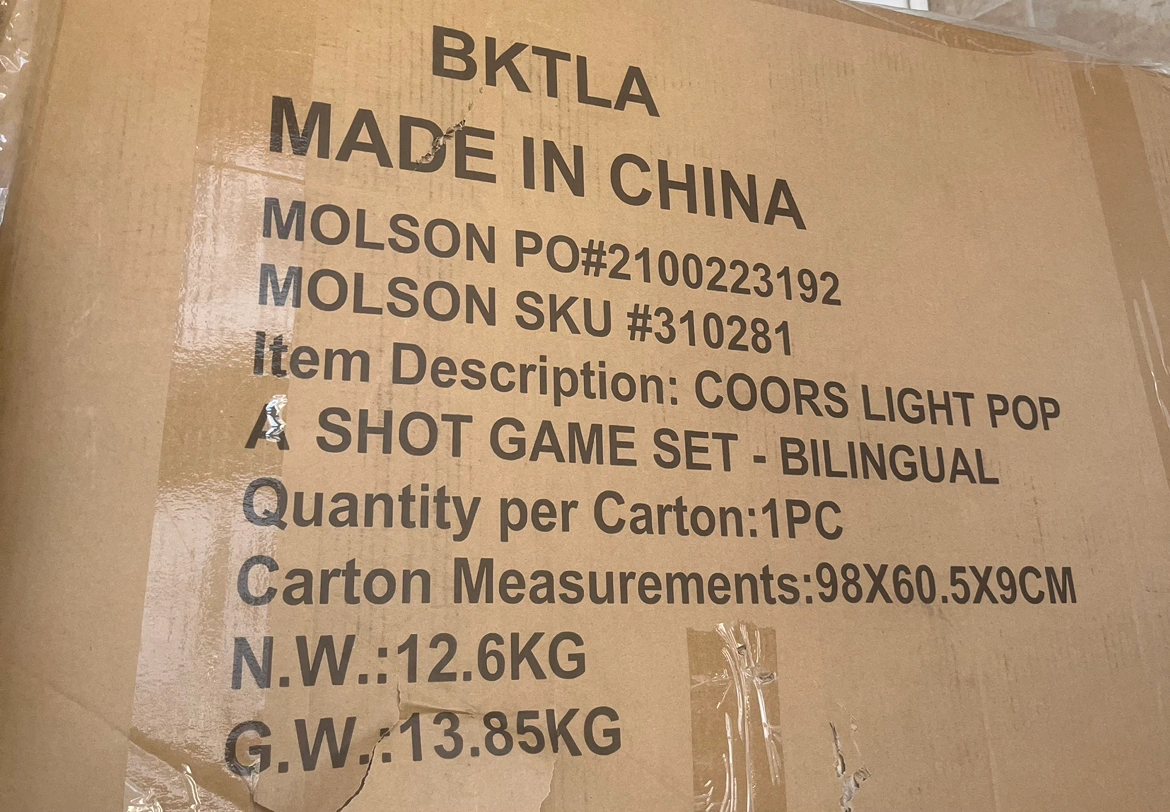 BKTLA
MADE IN CHINA
MOLSON PO#2100223192
MOLSON SKU #310281
Item Description: COORS LIGHT POP
A SHOT GAME SET - BILINGUAL
Quantity per Carton:1PC
Carton Measurements:98X60.5X9CM
N.W.:12.6KG
G.W.:13.85KG